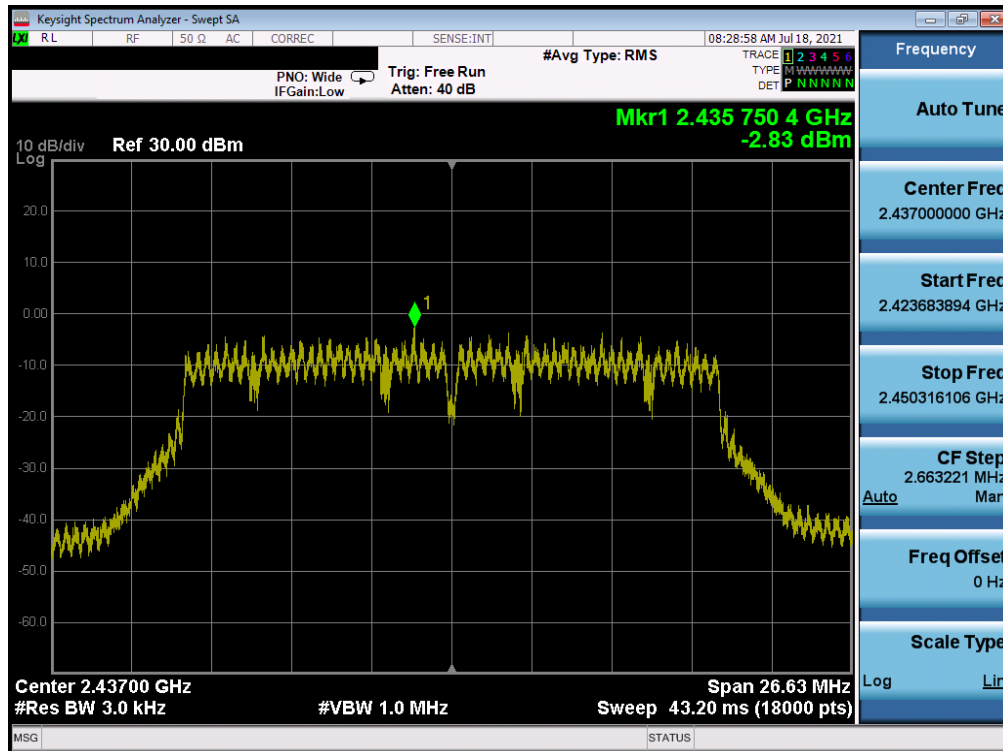 Keysight Spectrum Analyzer - Swept SA
LXI RL RF 50 Ω AC CORREC SENSE:INT 08:28:58 AM Jul 18, 2021
PNO: Wide
IFGain:Low
Trig: Free Run
Atten: 40 dB
#Avg Type: RMS
TRACE 1 2 3 4 5 6
TYPE M W W W W W
DET P N N N N N
Mkr1 2.435 750 4 GHz
-2.83 dBm
10 dB/div Ref 30.00 dBm
Log
20.0
10.0
0.00
-10.0
-20.0
-30.0
-40.0
-50.0
-60.0
1
Center 2.43700 GHz Span 26.63 MHz
#Res BW 3.0 kHz #VBW 1.0 MHz Sweep 43.20 ms (18000 pts)
MSG STATUS
Frequency
Auto Tune
Center Freq
2.437000000 GHz
Start Freq
2.423683894 GHz
Stop Freq
2.450316106 GHz
CF Step
2.663221 MHz
Auto Man
Freq Offset
0 Hz
Scale Type
Log Lin